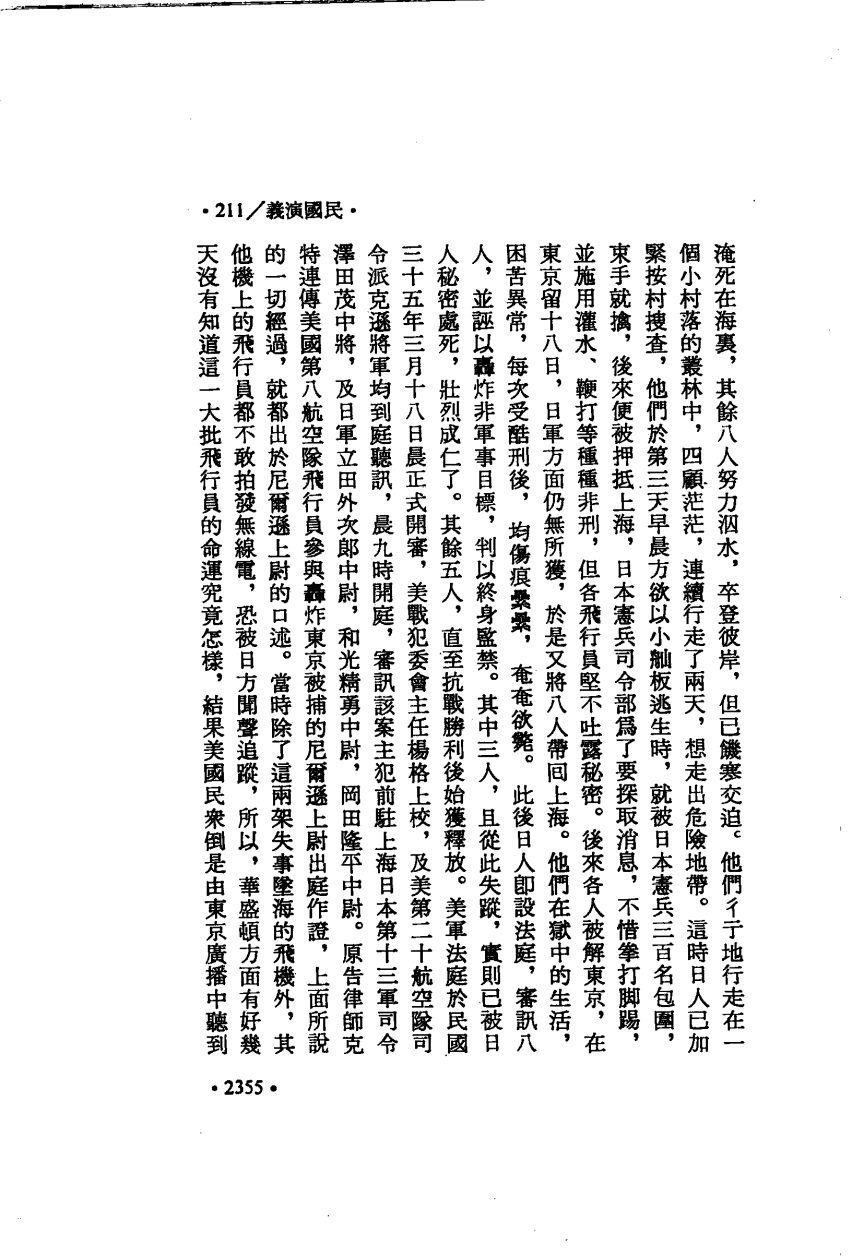 •211/義演國民•
淹死在海裏，其餘八人努力泅水，卒登彼岸，但已饑寒交迫。他們彳亍地行走在一
個小村落的叢林中，四顧茫茫，連續行走了兩天，想走出危險地帶。這時日人已加
緊按村搜查，他們於第三天早晨方欲以小舢板逃生時，就被日本憲兵三百名包圍，
束手就擒，後來便被押抵上海，日本憲兵司令部爲了要探取消息，不惜拳打脚踢，
並施用灌水、鞭打等種種非刑，但各飛行員堅不吐露秘密。後來各人被解東京，在
東京留十八日，日軍方面仍無所獲，於是又將八人帶回上海。他們在獄中的生活，
困苦異常，每次受酷刑後，均傷痕纍纍，奄奄欲斃。此後日人卽設法庭，審訊八
人，並誣以轟炸非軍事目標，判以終身監禁。其中三人，且從此失蹤，實則已被日
人秘密處死，壯烈成仁了。其餘五人，直至抗戰勝利後始獲釋放。美軍法庭於民國
三十五年三月十八日晨正式開審，美戰犯委會主任楊格上校，及美第二十航空隊司
令派克遜將軍均到庭聽訊，晨九時開庭，審訊該案主犯前駐上海日本第十三軍司令
澤田茂中將，及日軍立田外次郎中尉，和光精勇中尉，岡田隆平中尉。原告律師克
特連傳美國第八航空隊飛行員參與轟炸東京被捕的尼爾遜上尉出庭作證，上面所說
的一切經過，就都出於尼爾遜上尉的口述。當時除了這兩架失事墜海的飛機外，其
他機上的飛行員都不敢拍發無線電，恐被日方聞聲追蹤，所以，華盛頓方面有好幾
天沒有知道這一大批飛行員的命運究竟怎樣，結果美國民衆倒是由東京廣播中聽到
•2355•